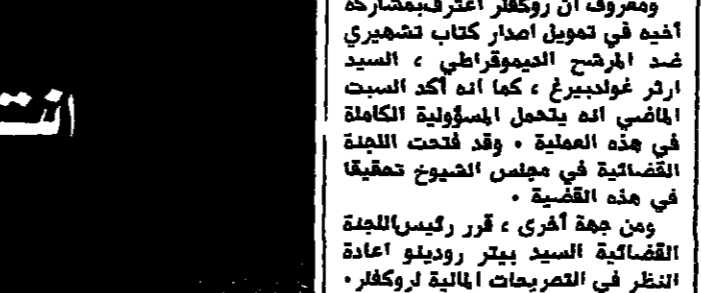 ومعروف ان روكفلر اعترف بمشاركة
أخيه في تمويل اصدار كتاب تشهيري
ضد المرشح الديموقراطي ، السيد
ارثر غولدبيرغ ، كما انه أكد السبت
الماضي انه يتحمل المسؤولية الكاملة
في هذه العملية . وقد فتحت اللجنة
القضائية في مجلس الشيوخ تحقيقا
في هذه القضية .
ومن جهة أخرى ، قرر رئيس اللجنة
القضائية السيد بيتر رودينو اعادة
النظر في التصريحات المالية لروكفلر .